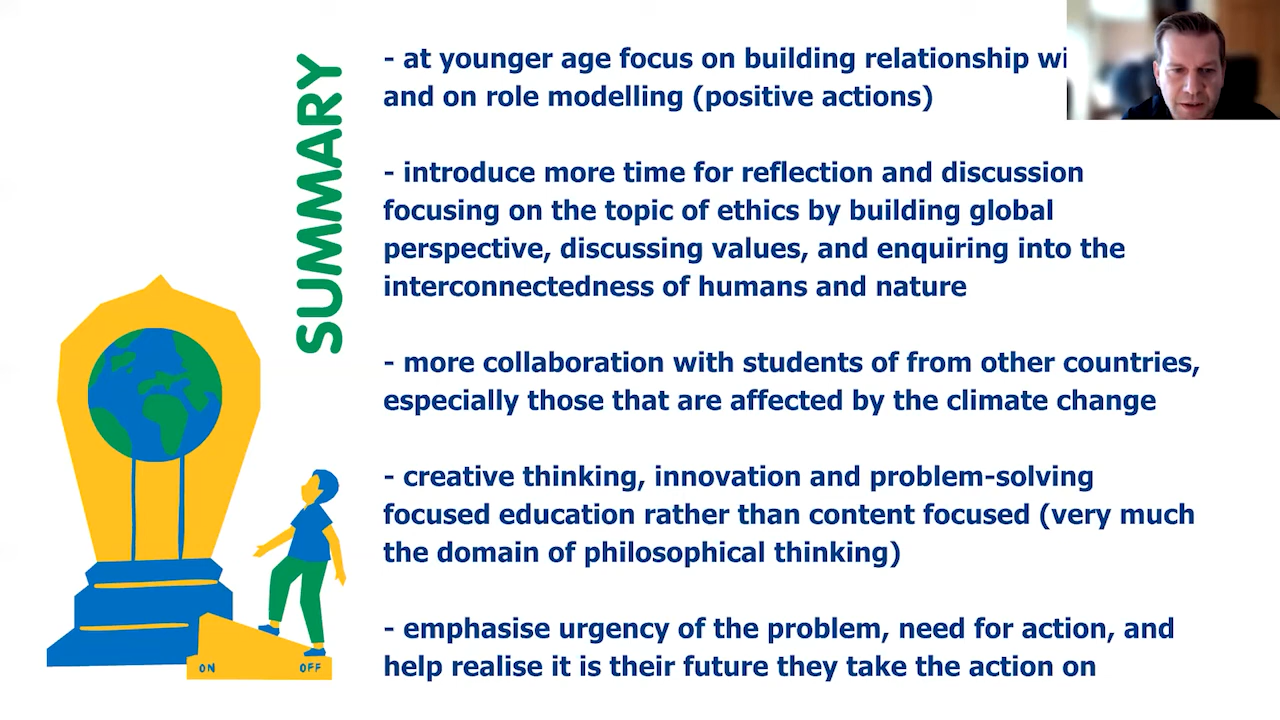 SUMMARY
- at younger age focus on building relationship
and on role modelling (positive actions)
- introduce more time for reflection and discussion
focusing on the topic of ethics by building global
perspective, discussing values, and enquiring into the
interconnectedness of humans and nature
- more collaboration with students of from other countries,
especially those that are affected by the climate change
- creative thinking, innovation and problem-solving
focused education rather than content focused (very much
the domain of philosophical thinking)
- emphasise urgency of the problem, need for action, and
help realise it is their future they take the action on
ON OFF